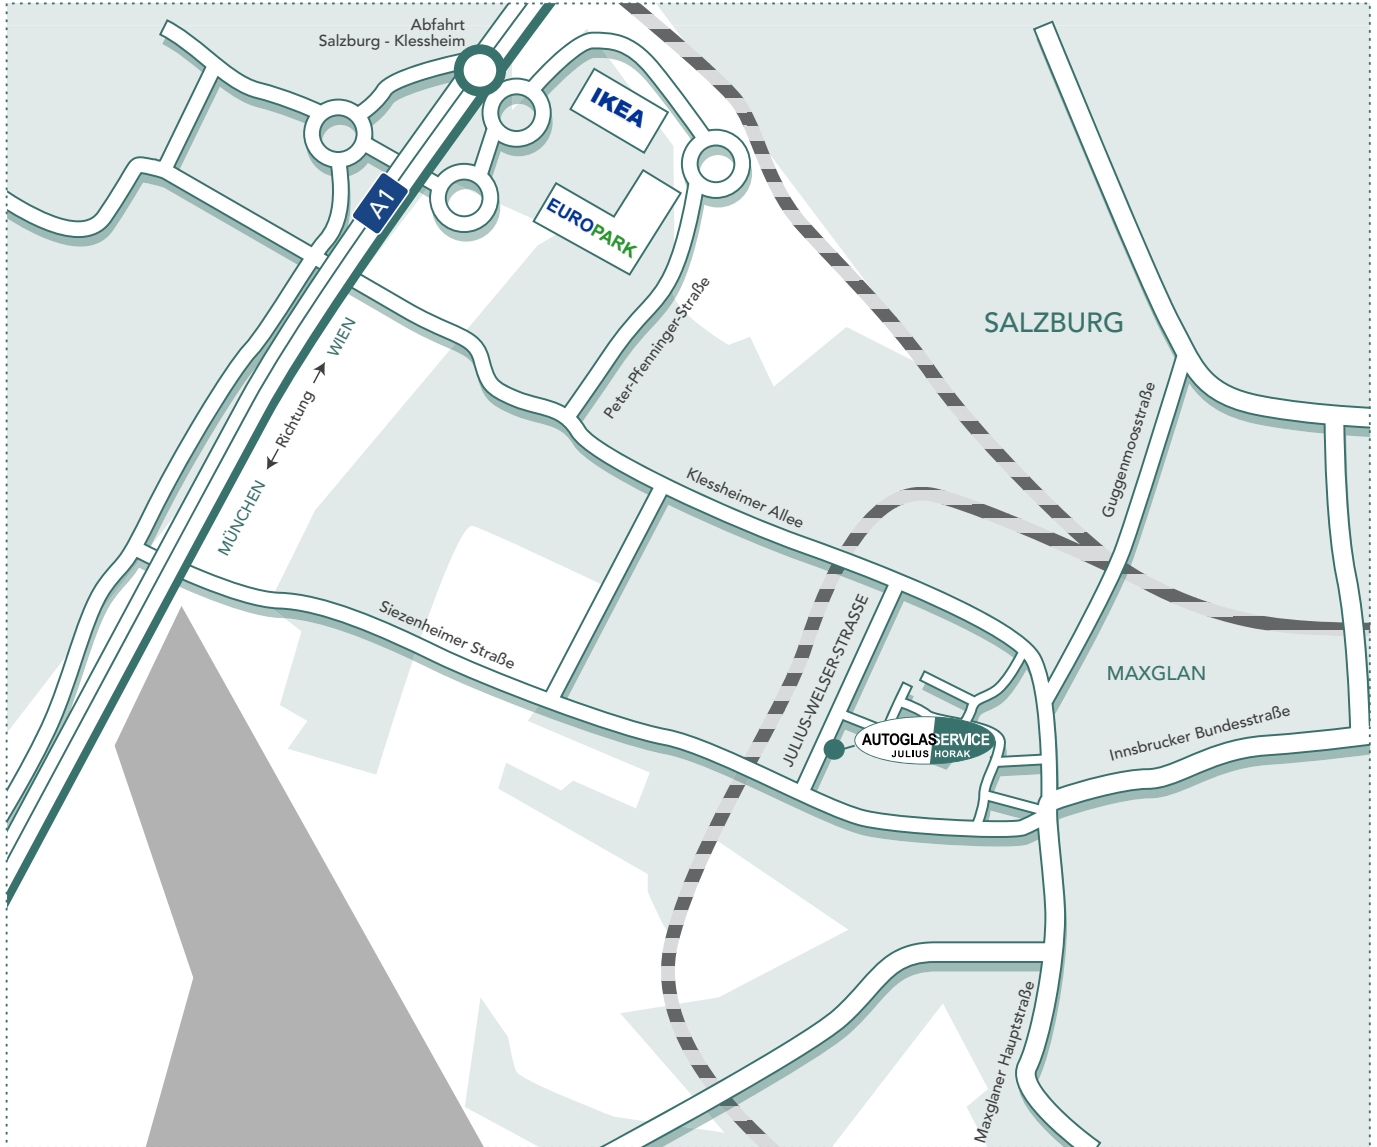 Abfahrt
Salzburg - Klessheim
IKEA
A1
EUROPARK
Peter-Pfenninger-Straße
SALZBURG
WIEN
Richtung
MÜNCHEN
Guggenmoosstraße
Klessheimer Allee
Siezenheimer Straße
JULIUS-WELSER-STRASSE
MAXGLAN
AUTOGLASSERVICE
JULIUS HORAK
Innsbrucker Bundesstraße
Maxglaner Hauptstraße